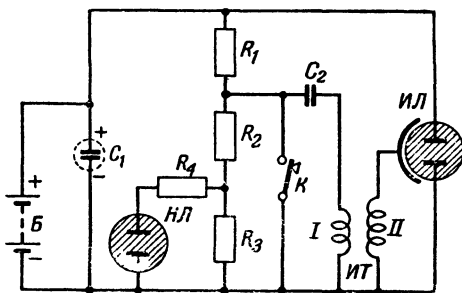 R₁
C₂
ИЛ
+
C₁
R₂
К
R₄
+
Б
НЛ
R₃
I
II
ИТ
-
-